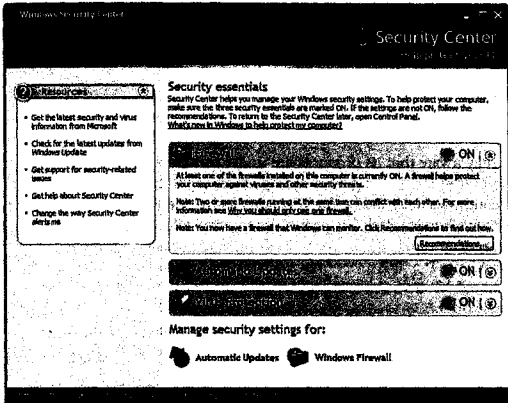 Windows Security Center
Security Center
Resources
Get the latest security and virus
information from Microsoft
Check for the latest updates from
Windows Update
Get support for security-related
issues
Get help about Security Center
Change the way Security Center
alerts me
Security essentials
Security Center helps you manage your Windows security settings. To help protect your computer,
make sure the three security essentials are marked ON. If the settings are not ON, follow the
recommendations. To return to the Security Center later, open Control Panel.
What's new in Windows to help protect my computer?
ON
At least one of the firewalls installed on this computer is currently ON. A firewall helps protect
your computer against viruses and other security threats.
Note: Two or more firewalls running at the same time can conflict with each other. For more
information see Why you should only use one firewall.
Note: You now have a firewall that Windows can monitor. Click Recommendations to find out how.
Recommendations...
Automatic Updates
ON
Virus Protection
ON
Manage security settings for:
Automatic Updates
Windows Firewall